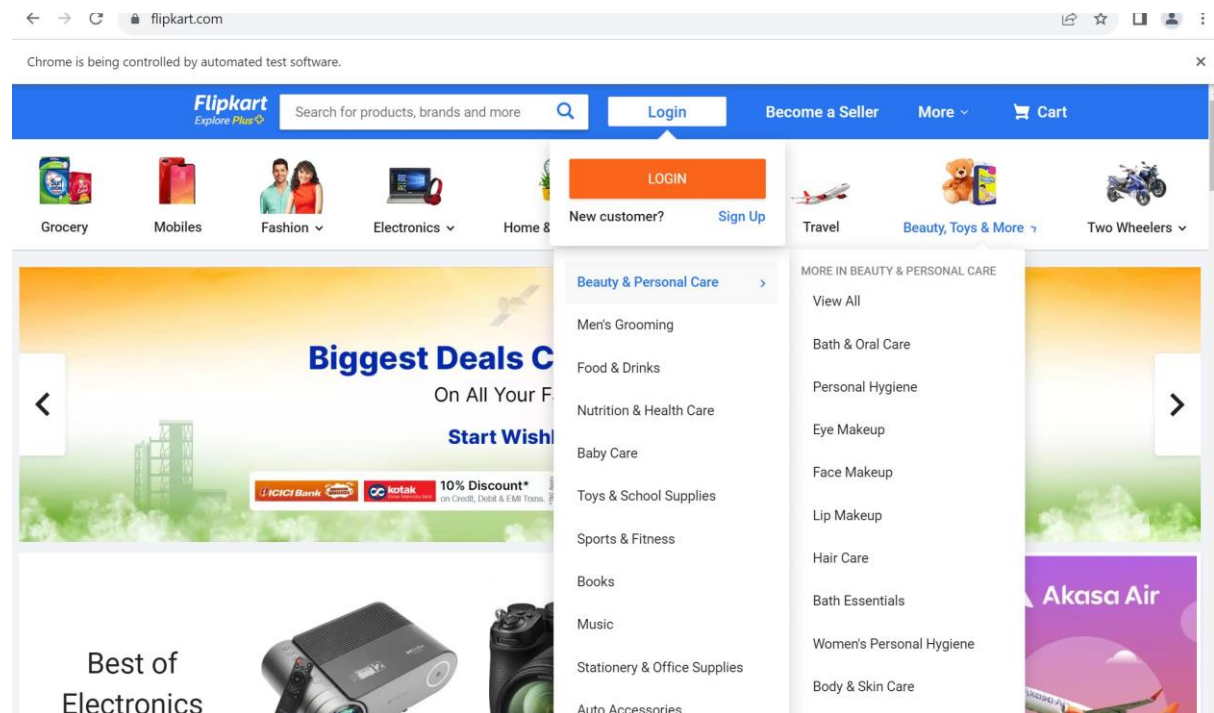 flipkart.com
Chrome is being controlled by automated test software.
Flipkart
Explore Plus
Search for products, brands and more
Login
Become a Seller
More
Cart
LOGIN
New customer?
Sign Up
Grocery
Mobiles
Fashion
Electronics
Home &
Travel
Beauty, Toys & More
Two Wheelers
Beauty & Personal Care
Men's Grooming
Food & Drinks
Nutrition & Health Care
Baby Care
Toys & School Supplies
Sports & Fitness
Books
Music
Stationery & Office Supplies
Auto Accessories
MORE IN BEAUTY & PERSONAL CARE
View All
Bath & Oral Care
Personal Hygiene
Eye Makeup
Face Makeup
Lip Makeup
Hair Care
Bath Essentials
Women's Personal Hygiene
Body & Skin Care
Biggest Deals C
On All Your F
Start Wishl
ICICI Bank
kotak
10% Discount*
on Credit, Debit & EMI Trans.
Best of
Electronics
Akasa Air